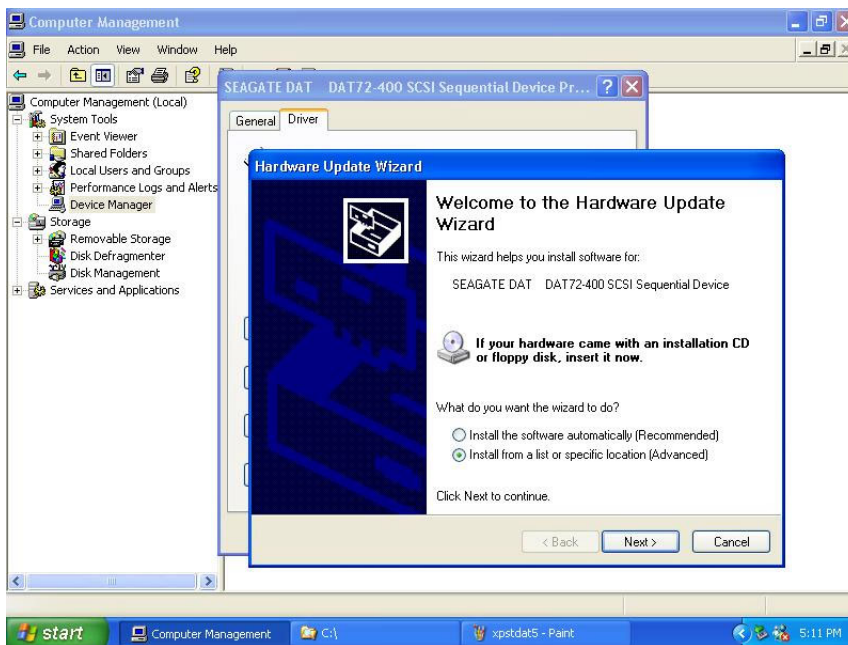 Computer Management
File Action View Window Help
Computer Management (Local)
System Tools
Event Viewer
Shared Folders
Local Users and Groups
Performance Logs and Alerts
Device Manager
Storage
Removable Storage
Disk Defragmenter
Disk Management
Services and Applications
SEAGATE DAT DAT72-400 SCSI Sequential Device Pr...
General Driver
Hardware Update Wizard
Welcome to the Hardware Update
Wizard
This wizard helps you install software for:
SEAGATE DAT DAT72-400 SCSI Sequential Device
If your hardware came with an installation CD
or floppy disk, insert it now.
What do you want the wizard to do?
Install the software automatically (Recommended)
Install from a list or specific location (Advanced)
Click Next to continue.
< Back Next > Cancel
start Computer Management C:\ xpstdat5 - Paint 5:11 PM